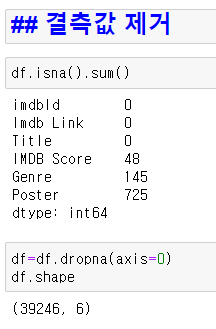 ## 결측값 제거
df.isna().sum()
imdbId 0
Imdb Link 0
Title 0
IMDB Score 48
Genre 145
Poster 725
dtype: int64
df=df.dropna(axis=0)
df.shape
(39246, 6)